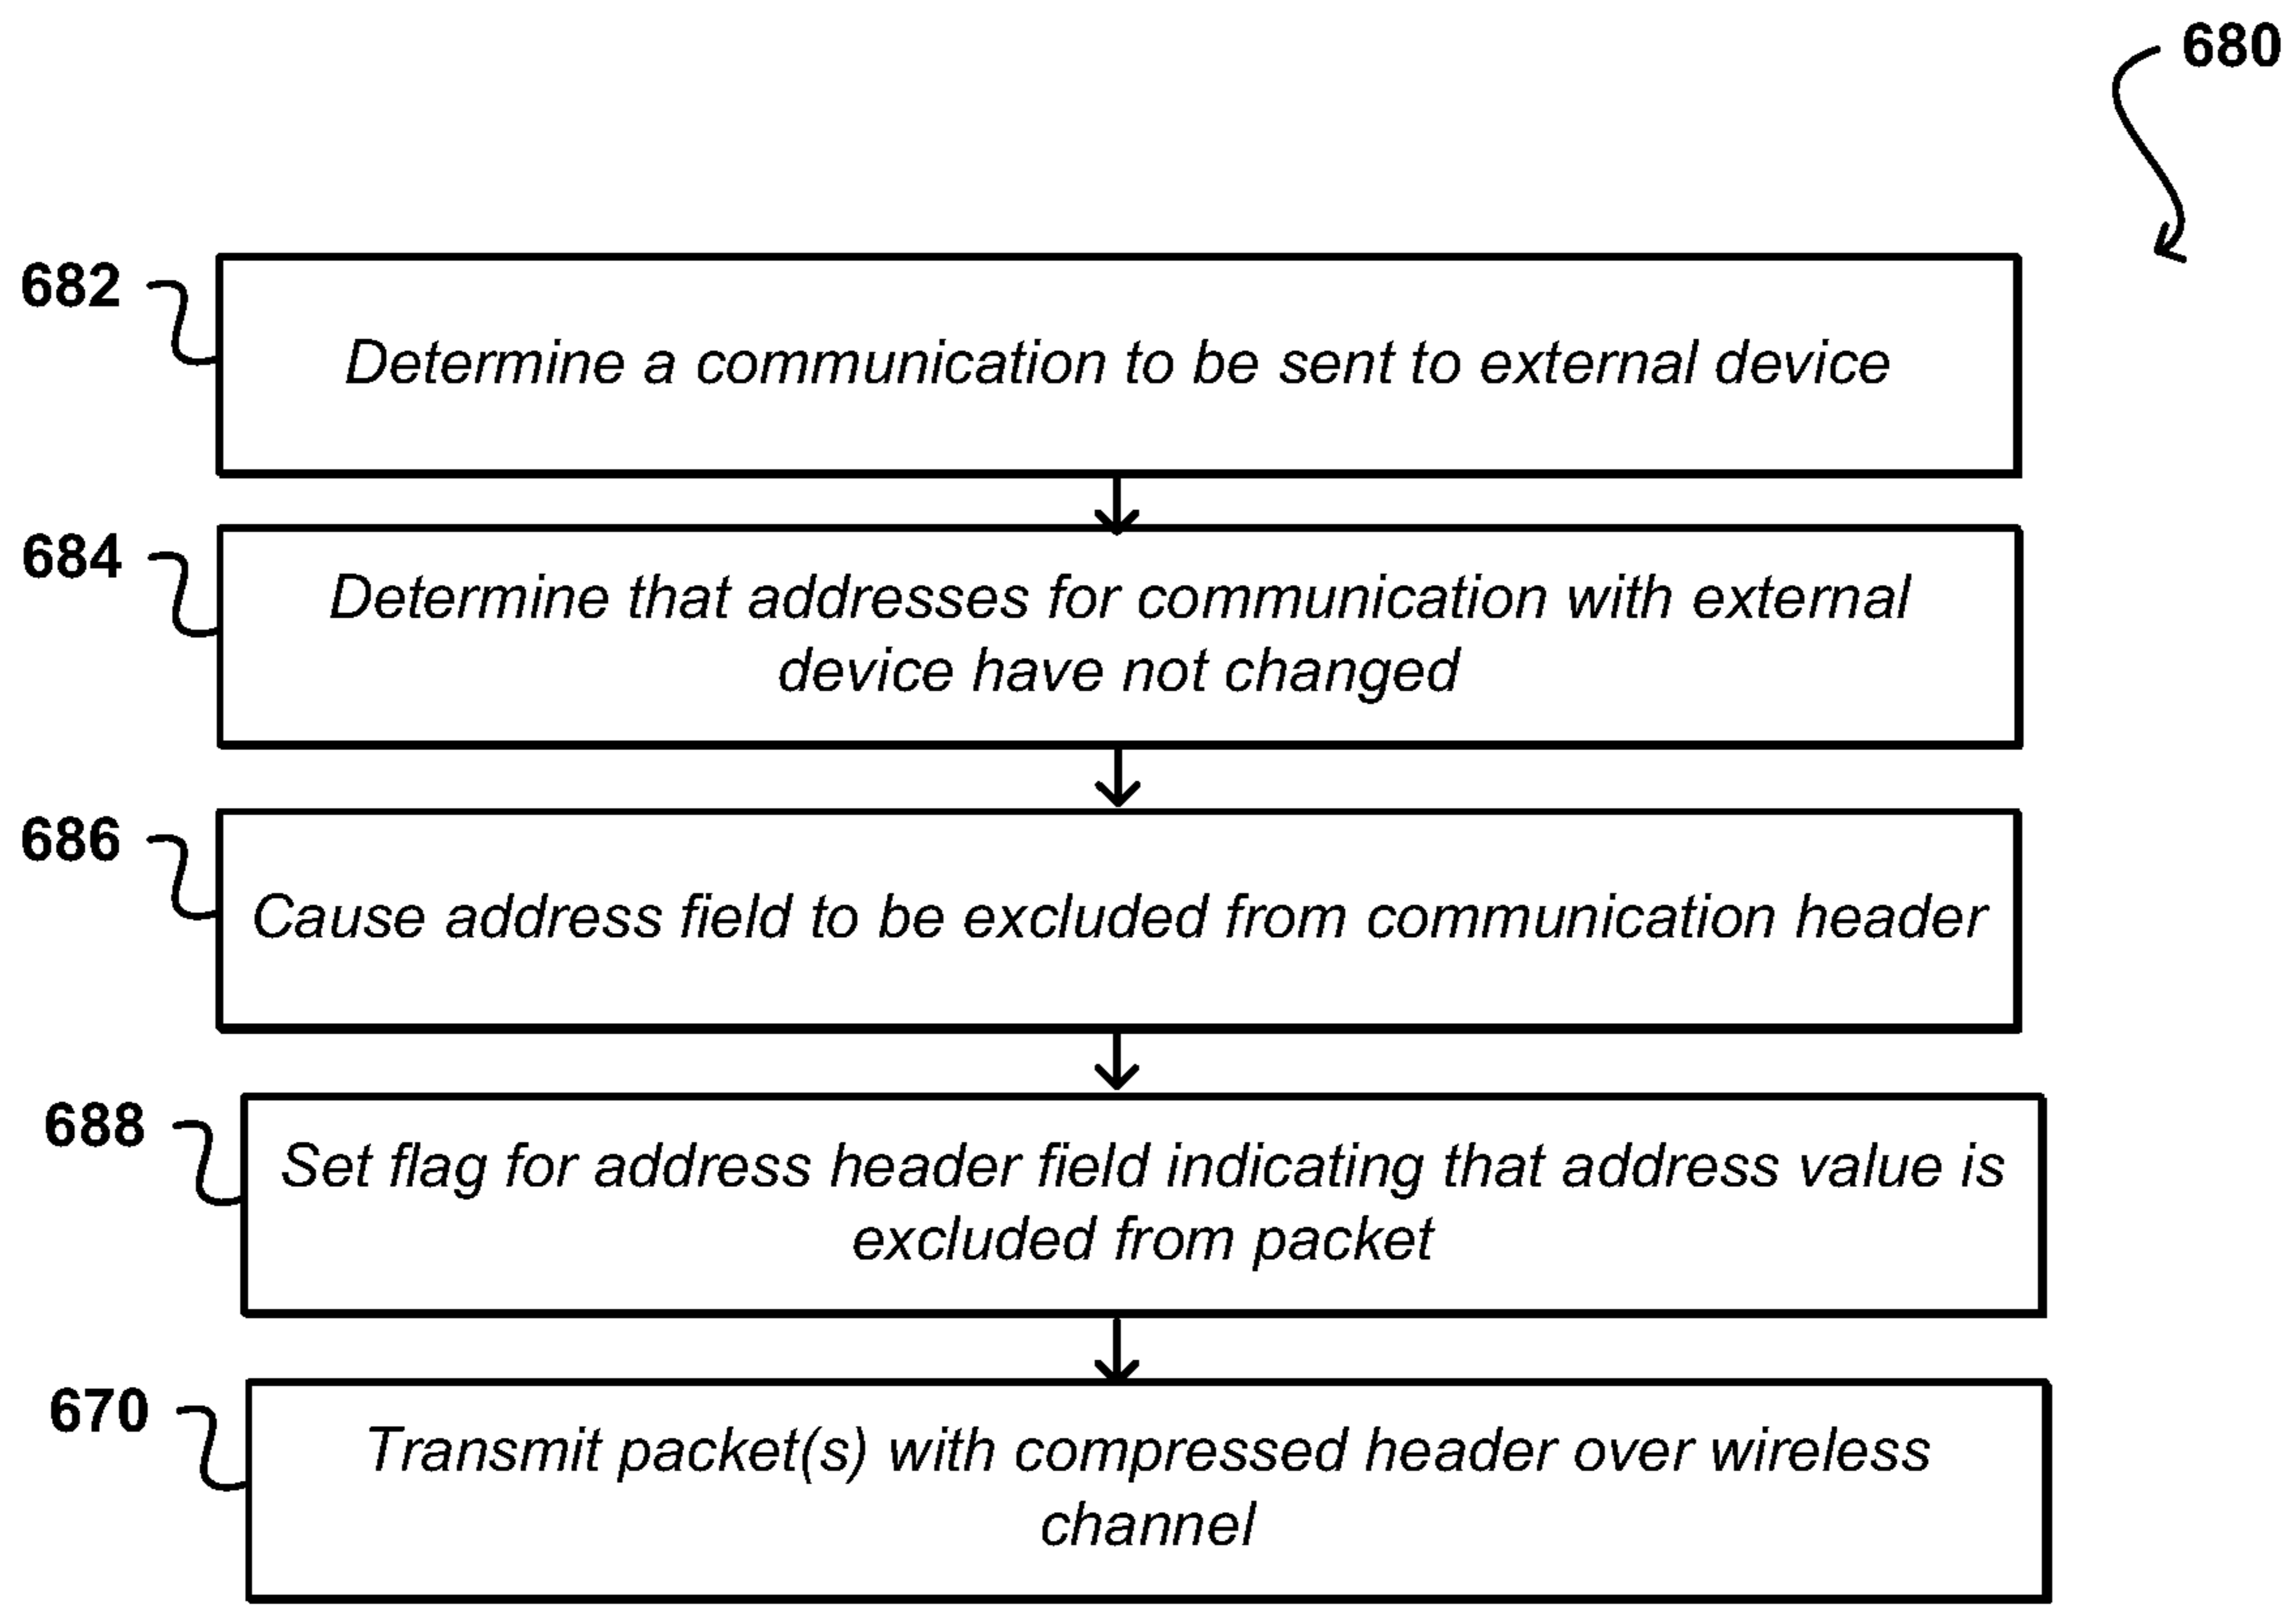 680
682
Determine a communication to be sent to external device
684
Determine that addresses for communication with external
device have not changed
686
Cause address field to be excluded from communication header
688
Set flag for address header field indicating that address value is
excluded from packet
670
Transmit packet(s) with compressed header over wireless
channel